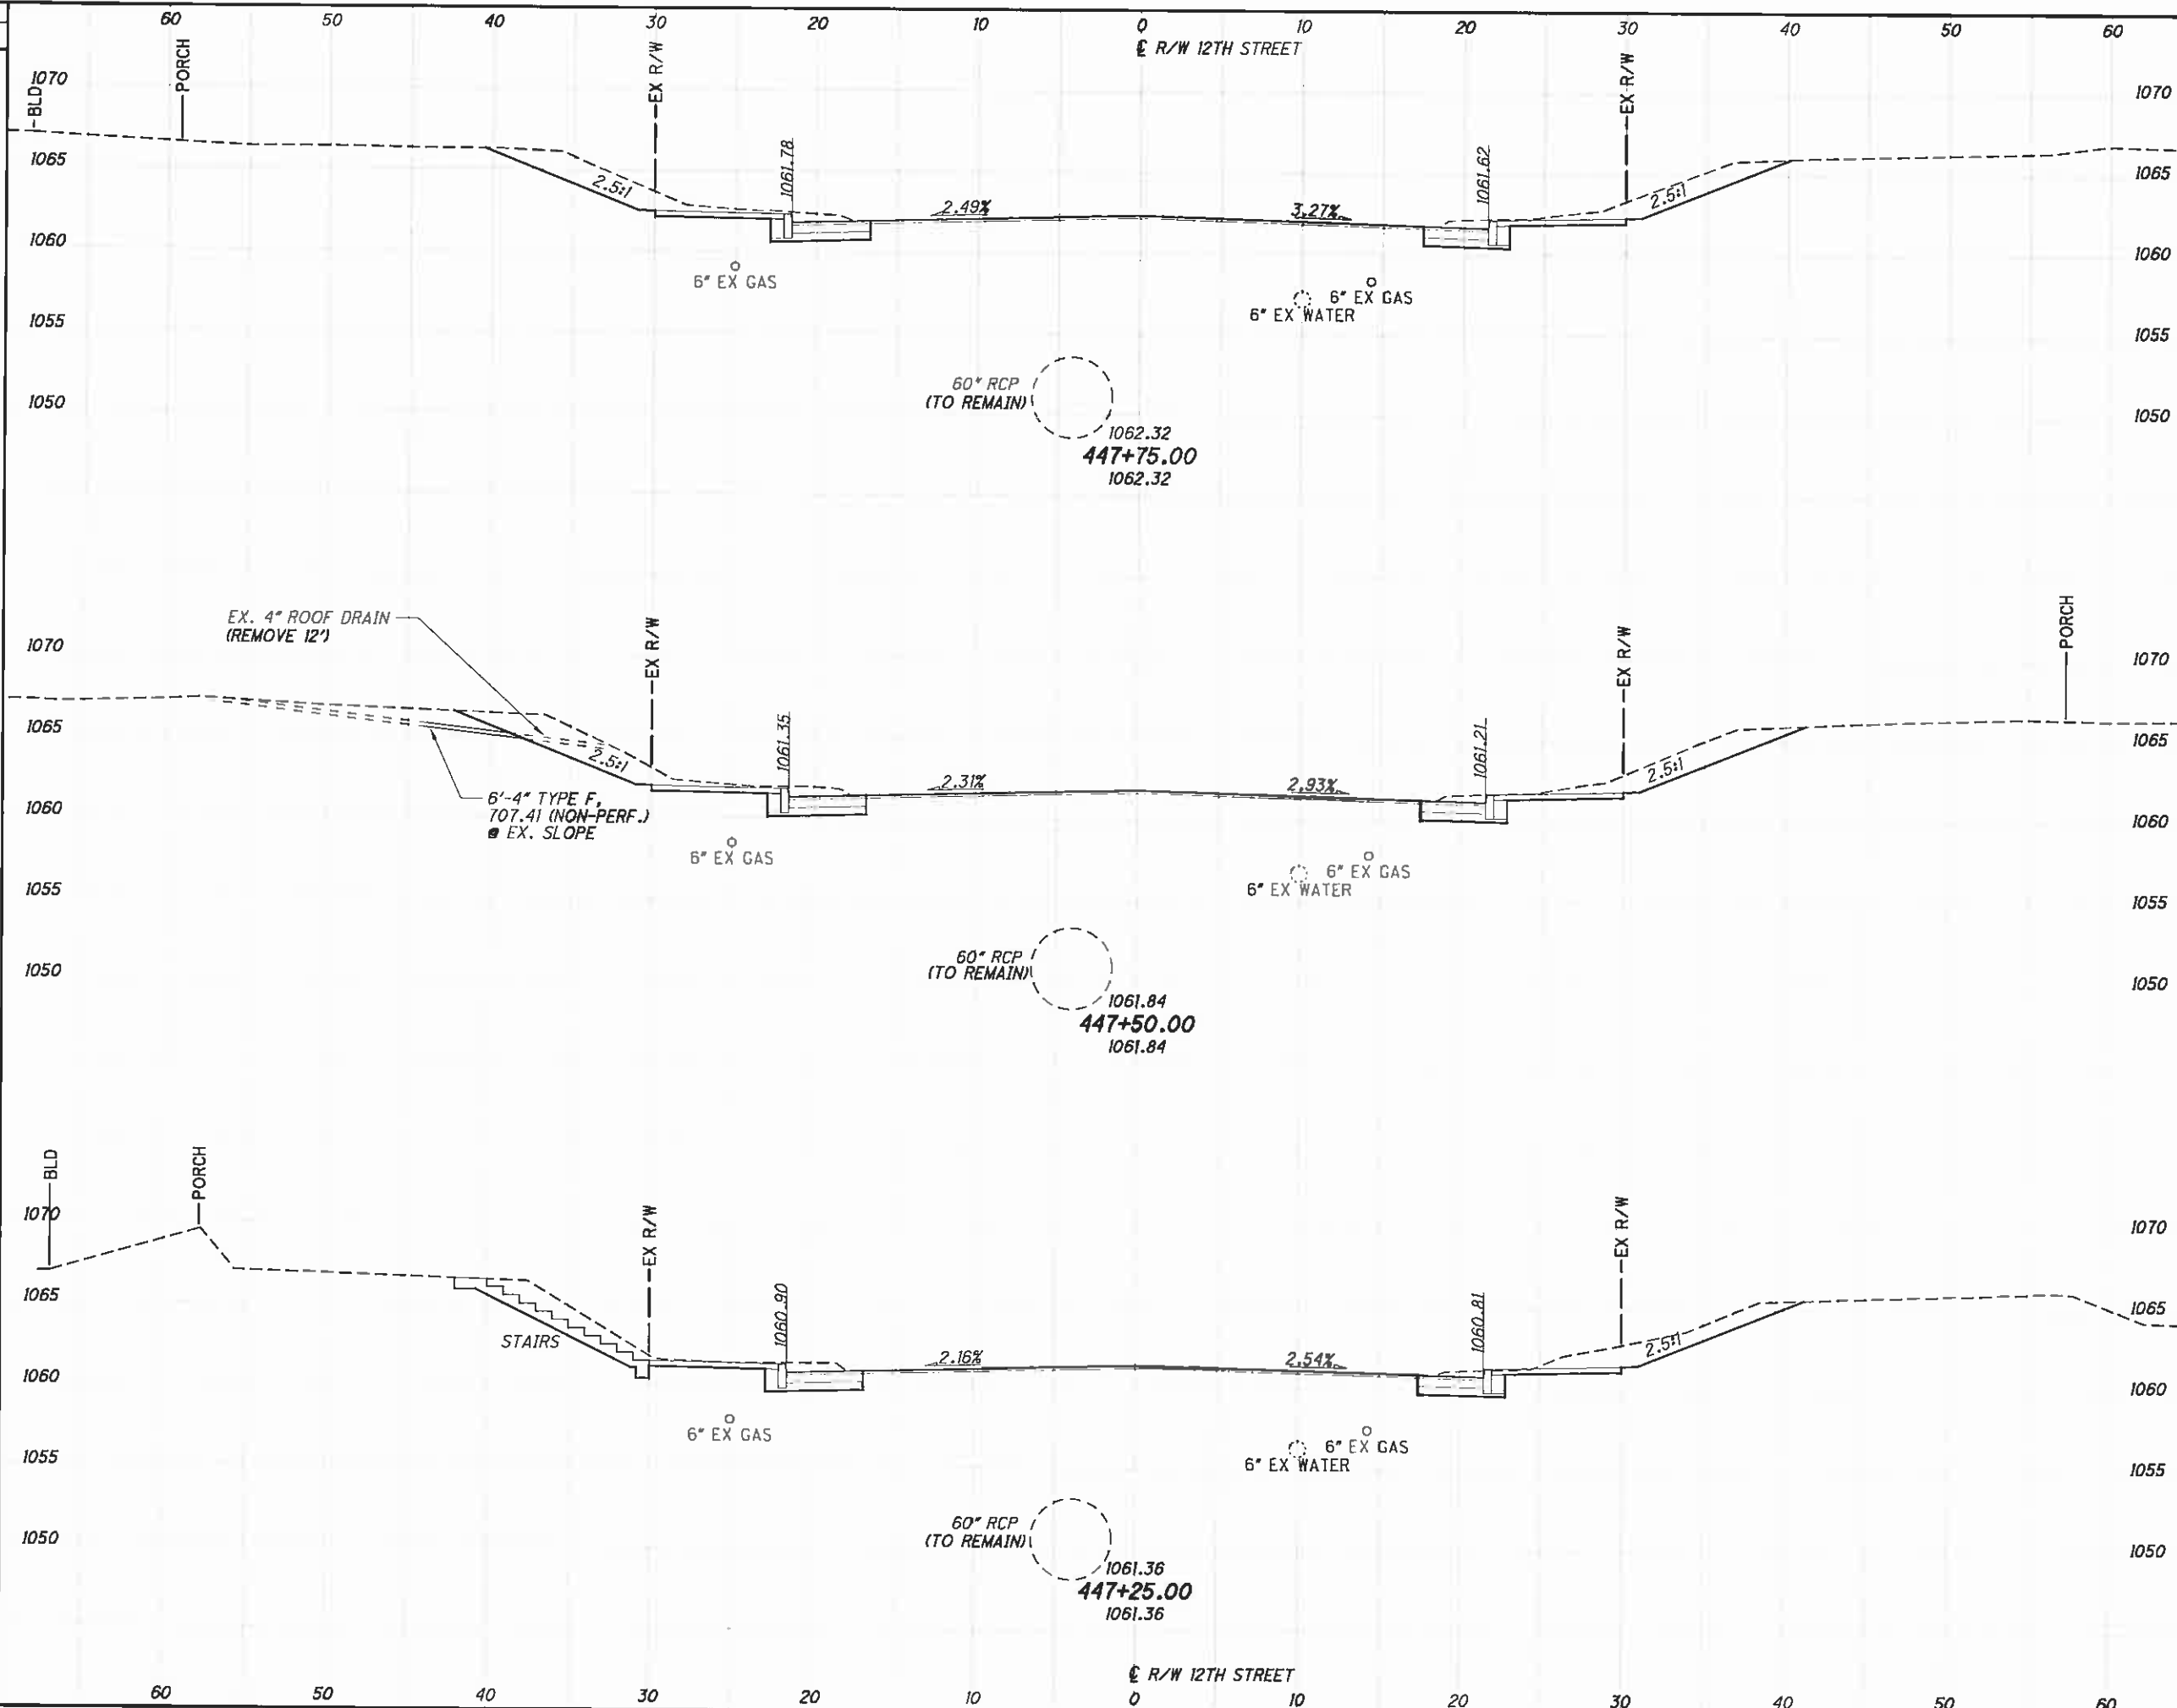 60 50 40 30 20 10 0 10 20 30 40 50 60
℄ R/W 12TH STREET
BLD
PORCH
EX R/W
EX R/W
1070 1070
1065 1065
1060 1060
1055 1055
1050 1050
2.5:1
1061.78
2.49%
3.27%
1061.62
2.5:1
6" EX GAS
6" EX GAS
6" EX WATER
60" RCP
(TO REMAIN)
1062.32
447+75.00
1062.32
EX. 4" ROOF DRAIN
(REMOVE 12')
EX R/W
EX R/W
PORCH
1070 1070
1065 1065
1060 1060
1055 1055
1050 1050
2.5:1
1061.35
2.31%
2.93%
1061.21
2.5:1
6'-4" TYPE F,
707.41 (NON-PERF.)
@ EX. SLOPE
6" EX GAS
6" EX GAS
6" EX WATER
60" RCP
(TO REMAIN)
1061.84
447+50.00
1061.84
BLD
PORCH
EX R/W
EX R/W
1070 1070
1065 1065
1060 1060
1055 1055
1050 1050
STAIRS
1060.90
2.16%
2.54%
1060.81
2.5:1
6" EX GAS
6" EX GAS
6" EX WATER
60" RCP
(TO REMAIN)
1061.36
447+25.00
1061.36
℄ R/W 12TH STREET
60 50 40 30 20 10 0 10 20 30 40 50 60